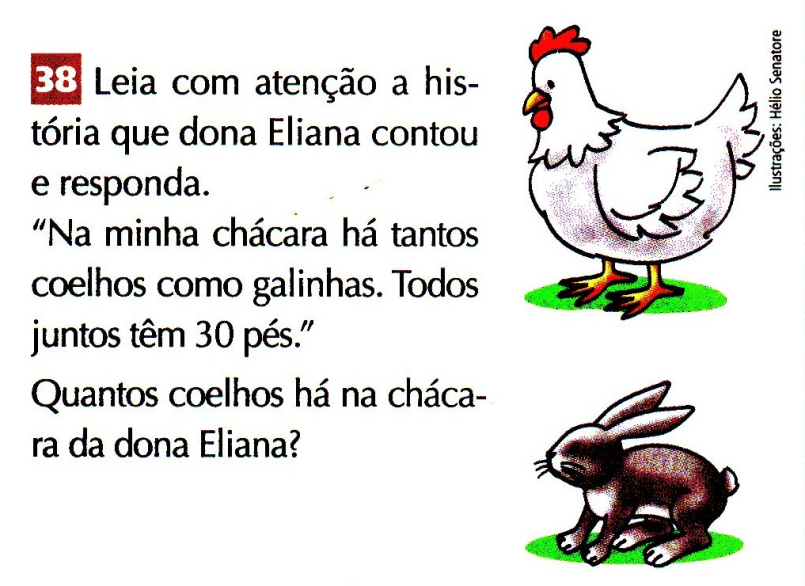 38 Leia com atenção a his-
tória que dona Eliana contou
e responda.
“Na minha chácara há tantos
coelhos como galinhas. Todos
juntos têm 30 pés.”
Quantos coelhos há na cháca-
ra da dona Eliana?
Ilustrações: Hélio Senatore